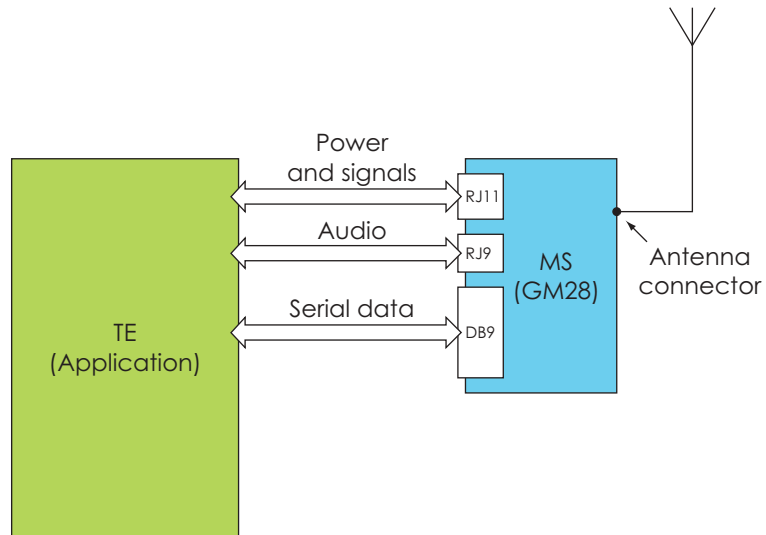 Power
and signals
RJ11
Audio
RJ9
Serial data
DB9
TE
(Application)
MS
(GM28)
Antenna
connector